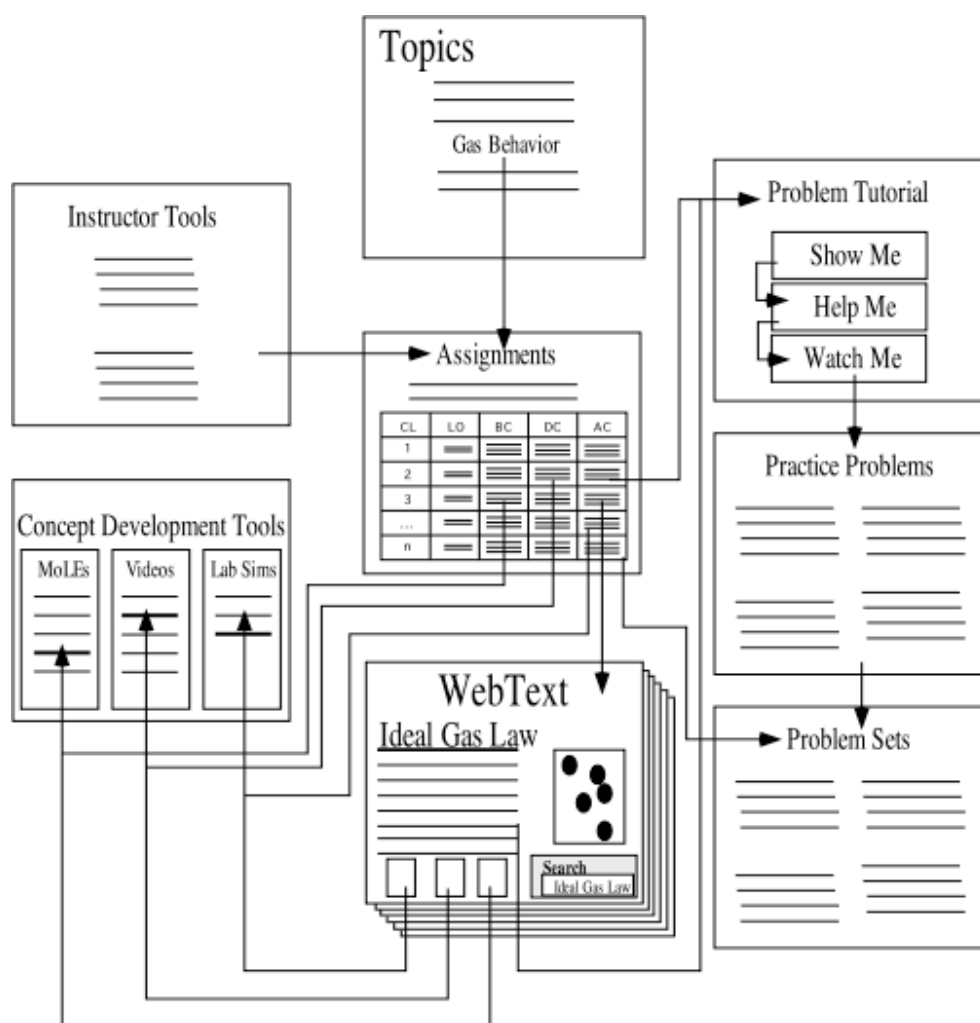 Topics
Gas Behavior
Instructor Tools
Problem Tutorial
Show Me
Help Me
Watch Me
Assignments
CL LO BC DC AC
1
2
3
...
n
Practice Problems
Concept Development Tools
MoLEs Videos Lab Sims
WebText
Ideal Gas Law
Problem Sets
Search
Ideal Gas Law